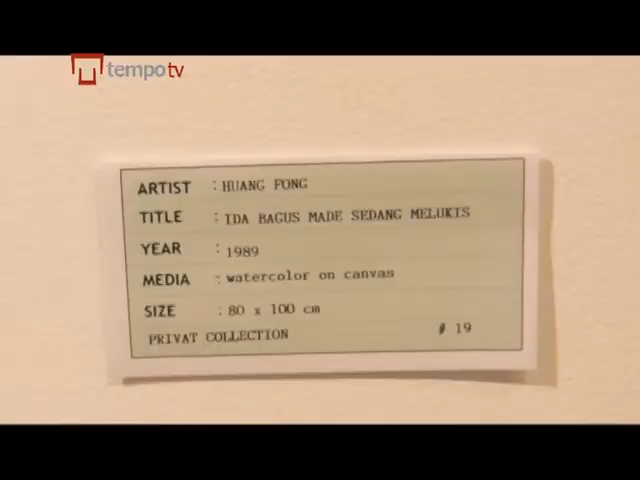 tempotv
ARTIST : HUANG FONG
TITLE : IDA BAGUS MADE SEDANG MELUKIS
YEAR : 1989
MEDIA : watercolor on canvas
SIZE : 80 x 100 cm
PRIVAT COLLECTION # 19